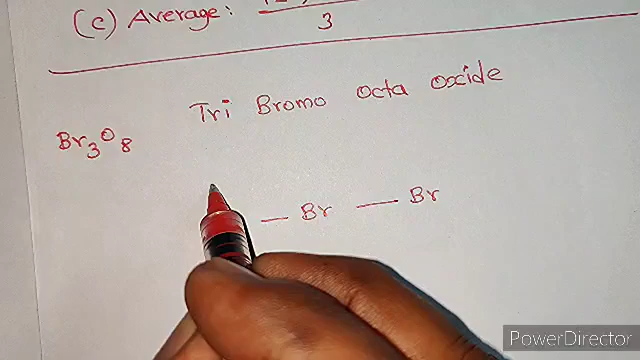 (c) Average: 3
Tri Bromo octa oxide
Br3O8
— Br — Br
PowerDirector